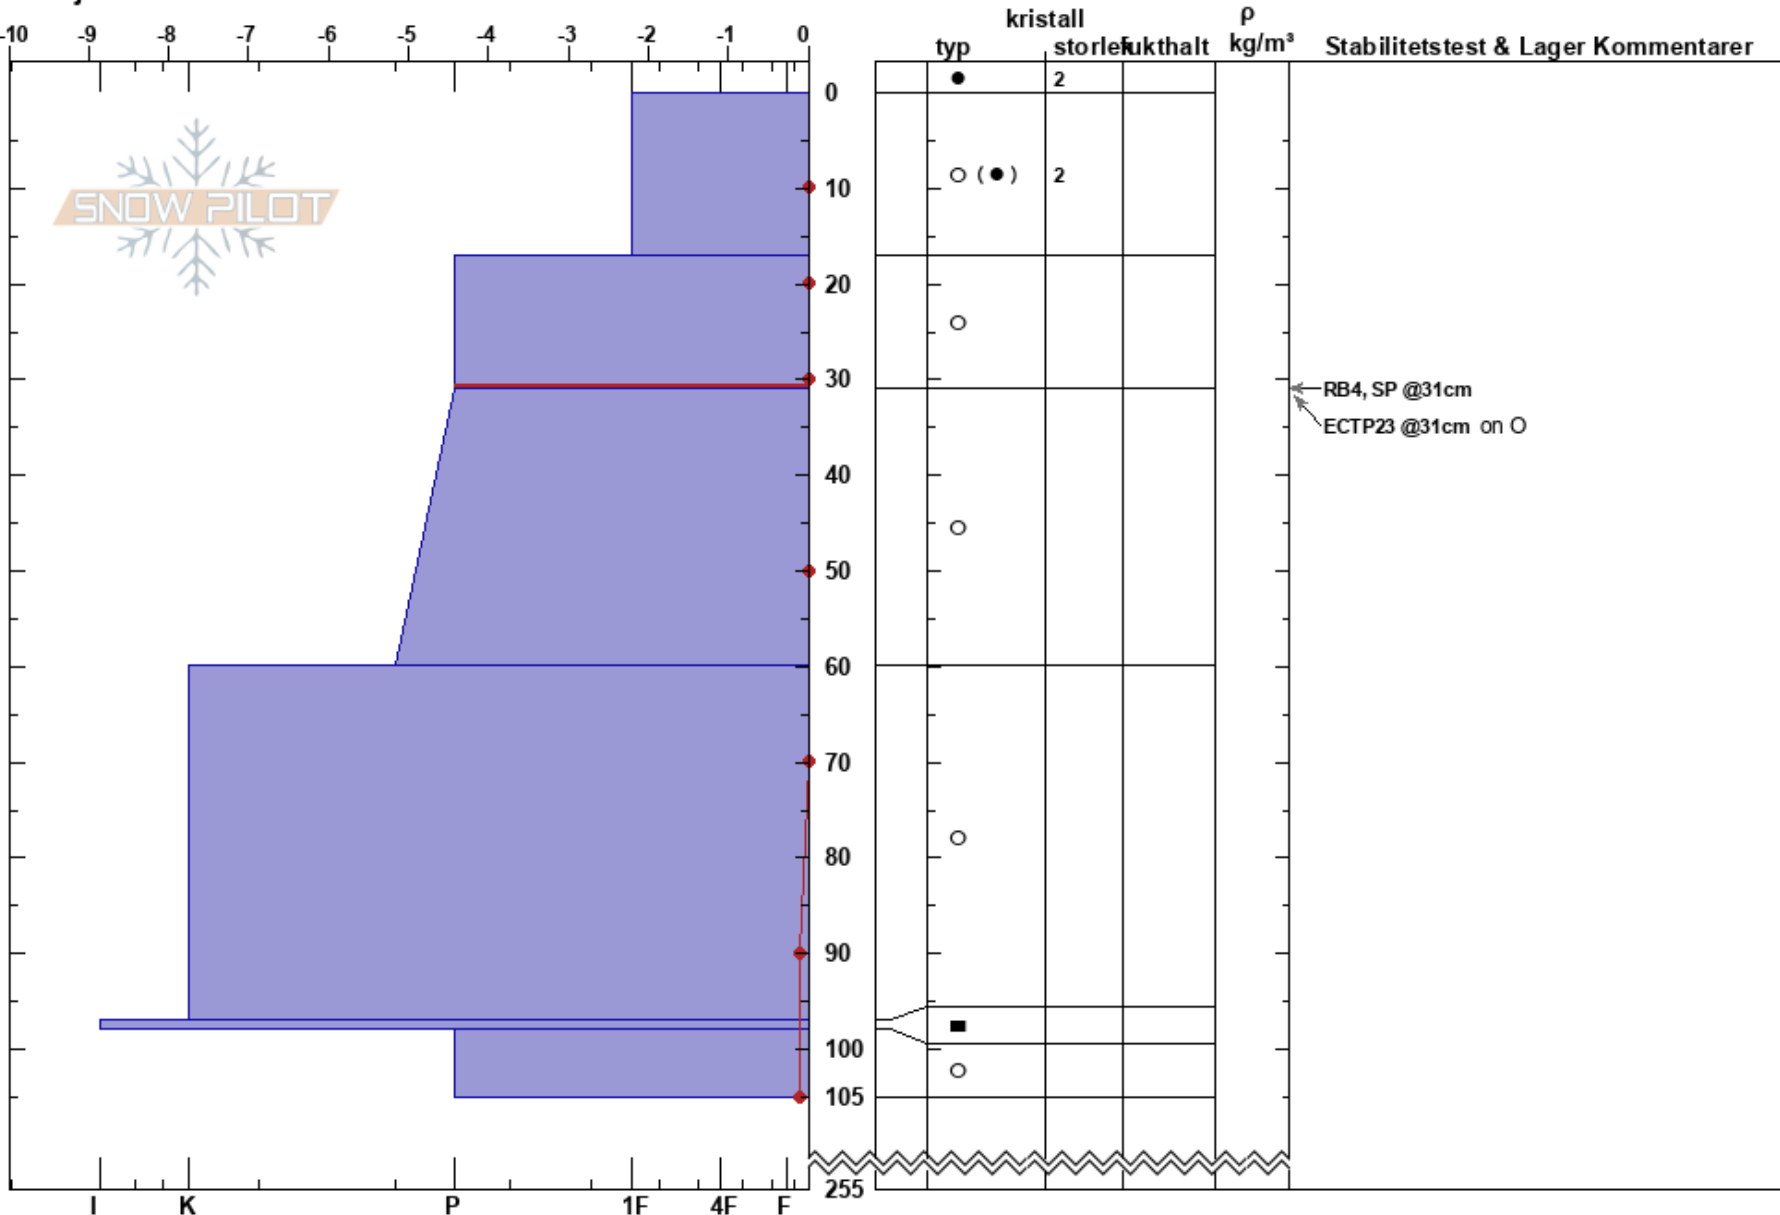 kristall ρ
-10 -9 -8 -7 -6 -5 -4 -3 -2 -1 0 typ storlek fukthalt kg/m³ Stabilitetstest & Lager Kommentarer
2
0
SNOW PILOT
2
10
20
30
RB4, SP @31cm
ECTP23 @31cm on O
40
50
60
70
80
90
100
105
255
I K P 1F 4F F